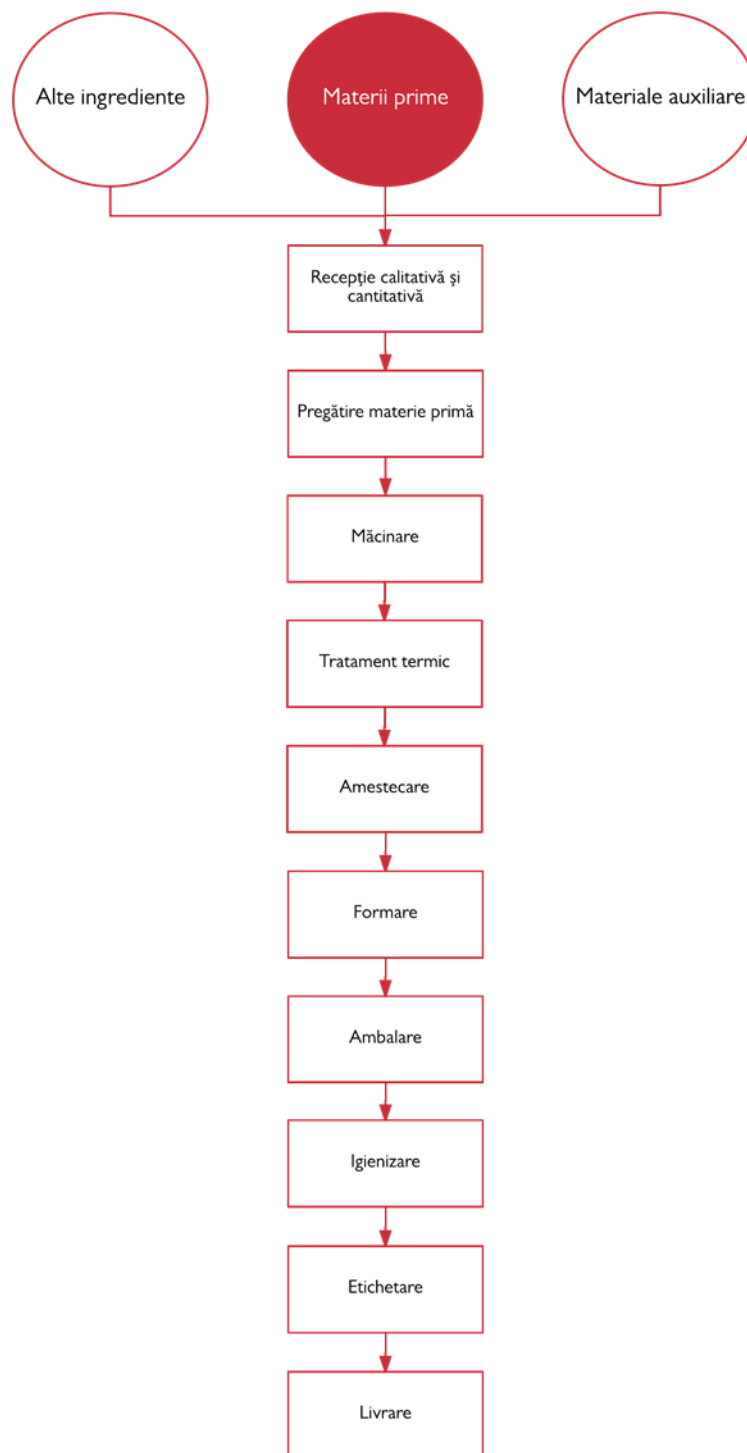 Alte ingrediente
Materii prime
Materiale auxiliare
Recepție calitativă și
cantitativă
Pregătire materie primă
Măcinare
Tratament termic
Amestecare
Formare
Ambalare
Igienizare
Etichetare
Livrare